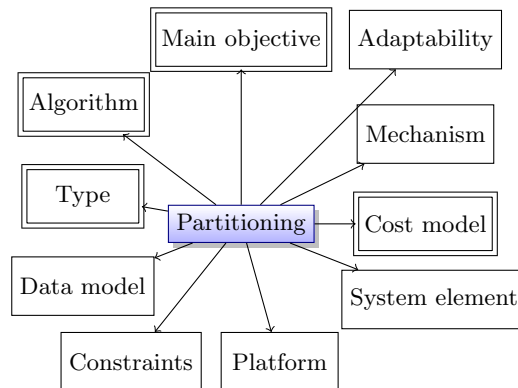 Main objective
Adaptability
Algorithm
Mechanism
Type
Partitioning
Cost model
Data model
System element
Constraints
Platform